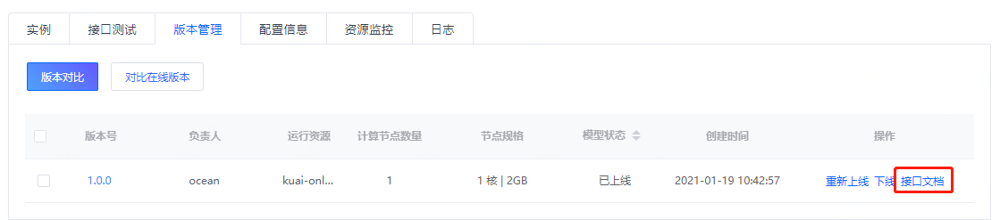 实例 接口测试 版本管理 配置信息 资源监控 日志
版本对比 对比在线版本
版本号 负责人 运行资源 计算节点数量 节点规格 模型状态 创建时间 操作
1.0.0 ocean kuai-onl... 1 1 核 | 2GB 已上线 2021-01-19 10:42:57 重新上线 下线 接口文档